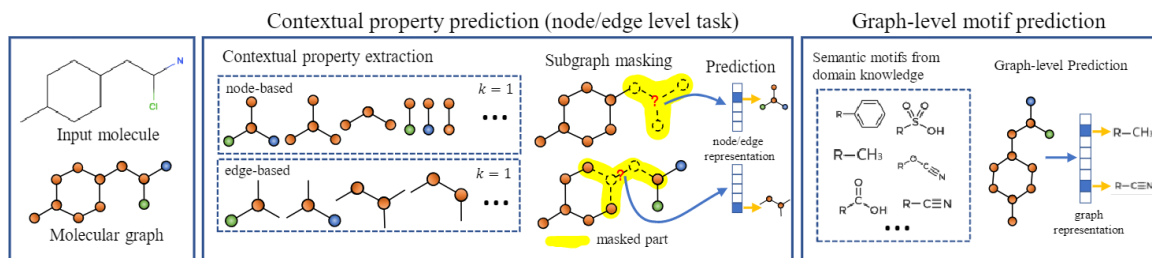 Contextual property prediction (node/edge level task)
Graph-level motif prediction
N
Cl
Input molecule
Molecular graph
Contextual property extraction
node-based
k = 1
edge-based
k = 1
Subgraph masking
?
?
masked part
Prediction
node/edge
representation
Semantic motifs from
domain knowledge
R
O O
S
R OH
R—CH₃
R O C≡N
O
R C OH
R—C≡N
Graph-level Prediction
R—CH₃
R—C≡N
graph
representation